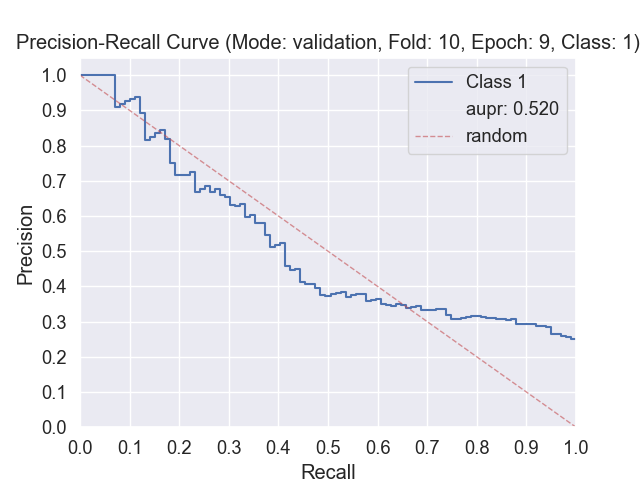 Precision-Recall Curve (Mode: validation, Fold: 10, Epoch: 9, Class: 1)
1.0
0.9
0.8
0.7
0.6
0.5
0.4
0.3
0.2
0.1
0.0
Precision
Class 1
aupr: 0.520
random
0.0 0.1 0.2 0.3 0.4 0.5 0.6 0.7 0.8 0.9 1.0
Recall